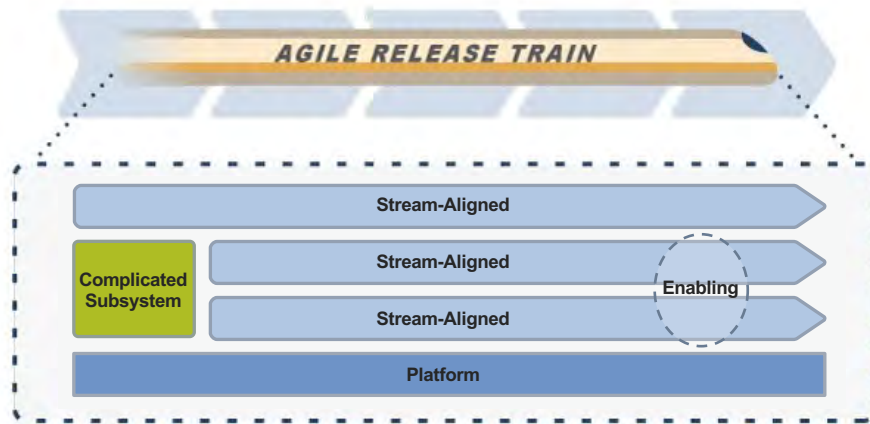 AGILE RELEASE TRAIN
Stream-Aligned
Complicated
Subsystem
Stream-Aligned
Enabling
Stream-Aligned
Platform